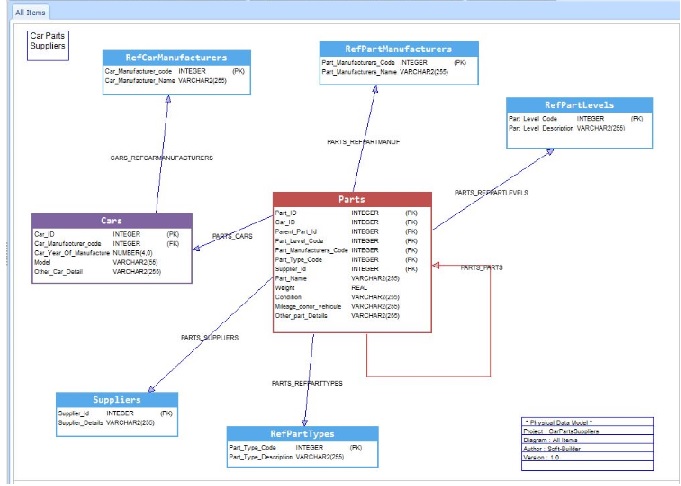 All Items
Car Parts
Suppliers
RefCarManufacturers
Car_Manufacturer_code INTEGER (PK)
Car_Manufacturer_Name VARCHAR2(255)
RefPartManufacturers
Part_Manufacturers_Code INTEGER (PK)
Part_Manufacturers_Name VARCHAR2(255)
RefPartLevels
Part_Level_Code INTEGER (PK)
Part_Level_Description VARCHAR2(255)
PARTS_REFPARTMANUF
CARS_REFCARMANUFACTURERS
PARTS_REFPARTLEVELS
Cars
Car_ID INTEGER (PK)
Car_Manufacturer_code INTEGER (FK)
Car_Year_Of_Manufacture NUMBER(4,0)
Model VARCHAR2(55)
Other_Car_Detail VARCHAR2(255)
PARTS_CARS
Parts
Part_ID INTEGER (PK)
Car_ID INTEGER (FK)
Parent_Part_Id INTEGER (FK)
Part_Level_Code INTEGER (FK)
Part_Manufacturers_Code INTEGER (FK)
Part_Type_Code INTEGER (FK)
Supplier_Id INTEGER (FK)
Part_Name VARCHAR2(255)
Weight REAL
Condition VARCHAR2(255)
Mileage_donor_vehicule VARCHAR2(255)
Other_part_Details VARCHAR2(255)
PARTS_PARTS
PARTS_SUPPLIERS
PARTS_REFPARTTYPES
Suppliers
Supplier_Id INTEGER (PK)
Supplier_Details VARCHAR2(255)
RefPartTypes
Part_Type_Code INTEGER (PK)
Part_Type_Description VARCHAR2(255)
" Physical Data Model "
Project : CarPartsSuppliers
Diagram : All Items
Author : Soft-Builder
Version : 1.0